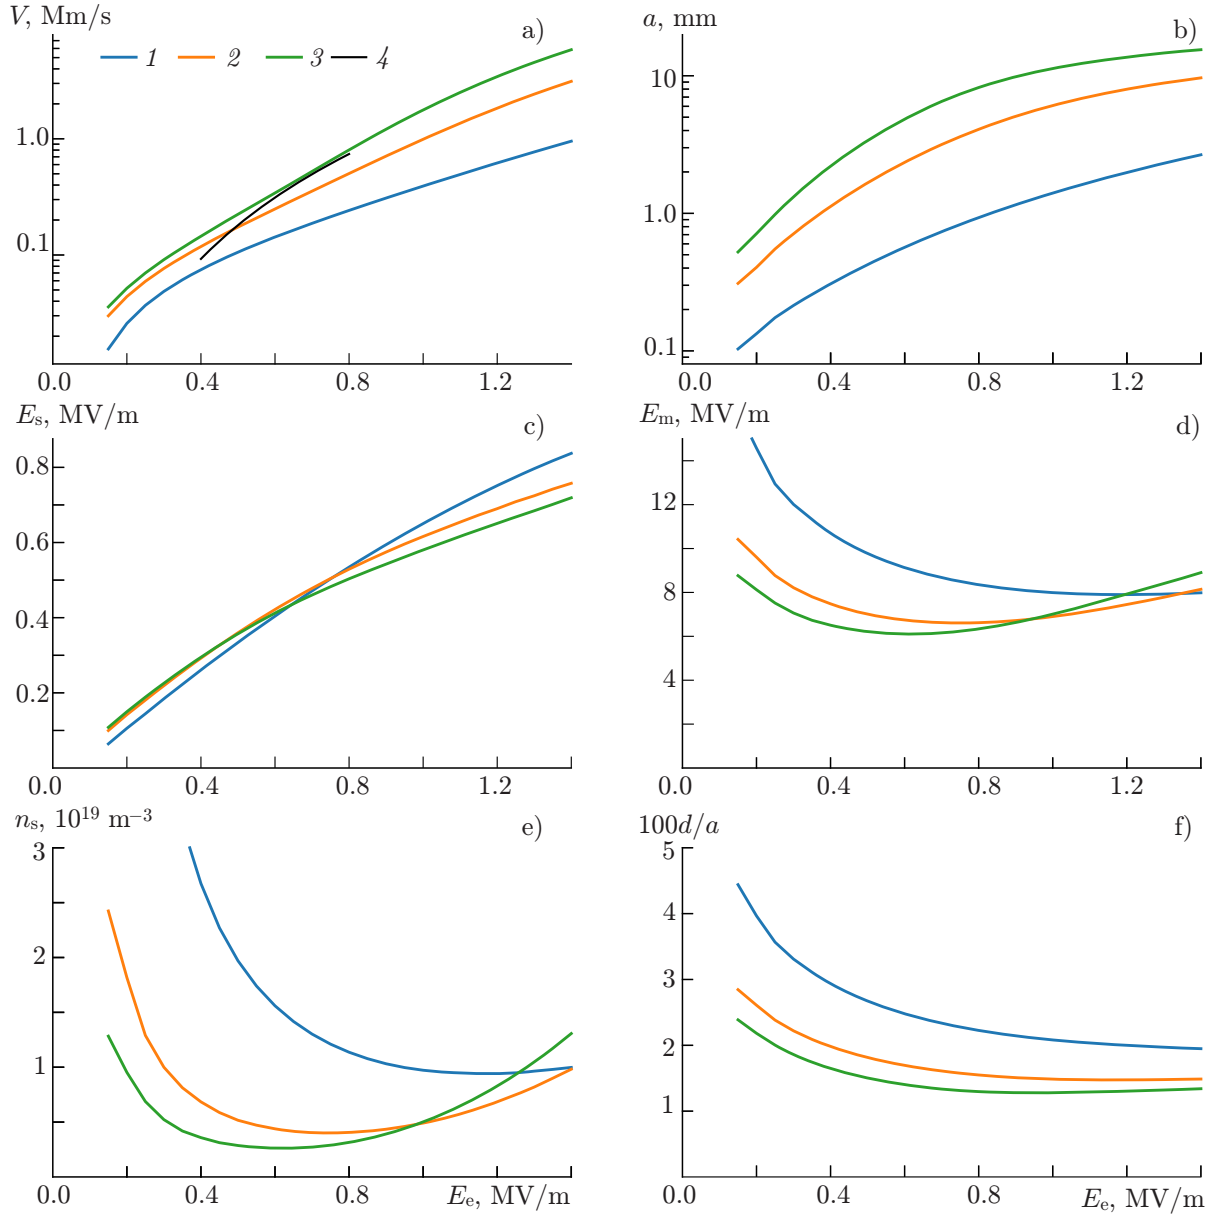 V, Mm/s
a)
1 2 3 4
1.0
0.1
0.0 0.4 0.8 1.2
a, mm
b)
10
1.0
0.1
0.0 0.4 0.8 1.2
Eₛ, MV/m
c)
0.8
0.6
0.4
0.2
0.0 0.4 0.8 1.2
Eₘ, MV/m
d)
12
8
4
0.0 0.4 0.8 1.2
nₛ, 10¹⁹ m⁻³
e)
3
2
1
0.0 0.4 0.8 Eₑ, MV/m
100d/a
f)
5
4
3
2
1
0.0 0.4 0.8 Eₑ, MV/m